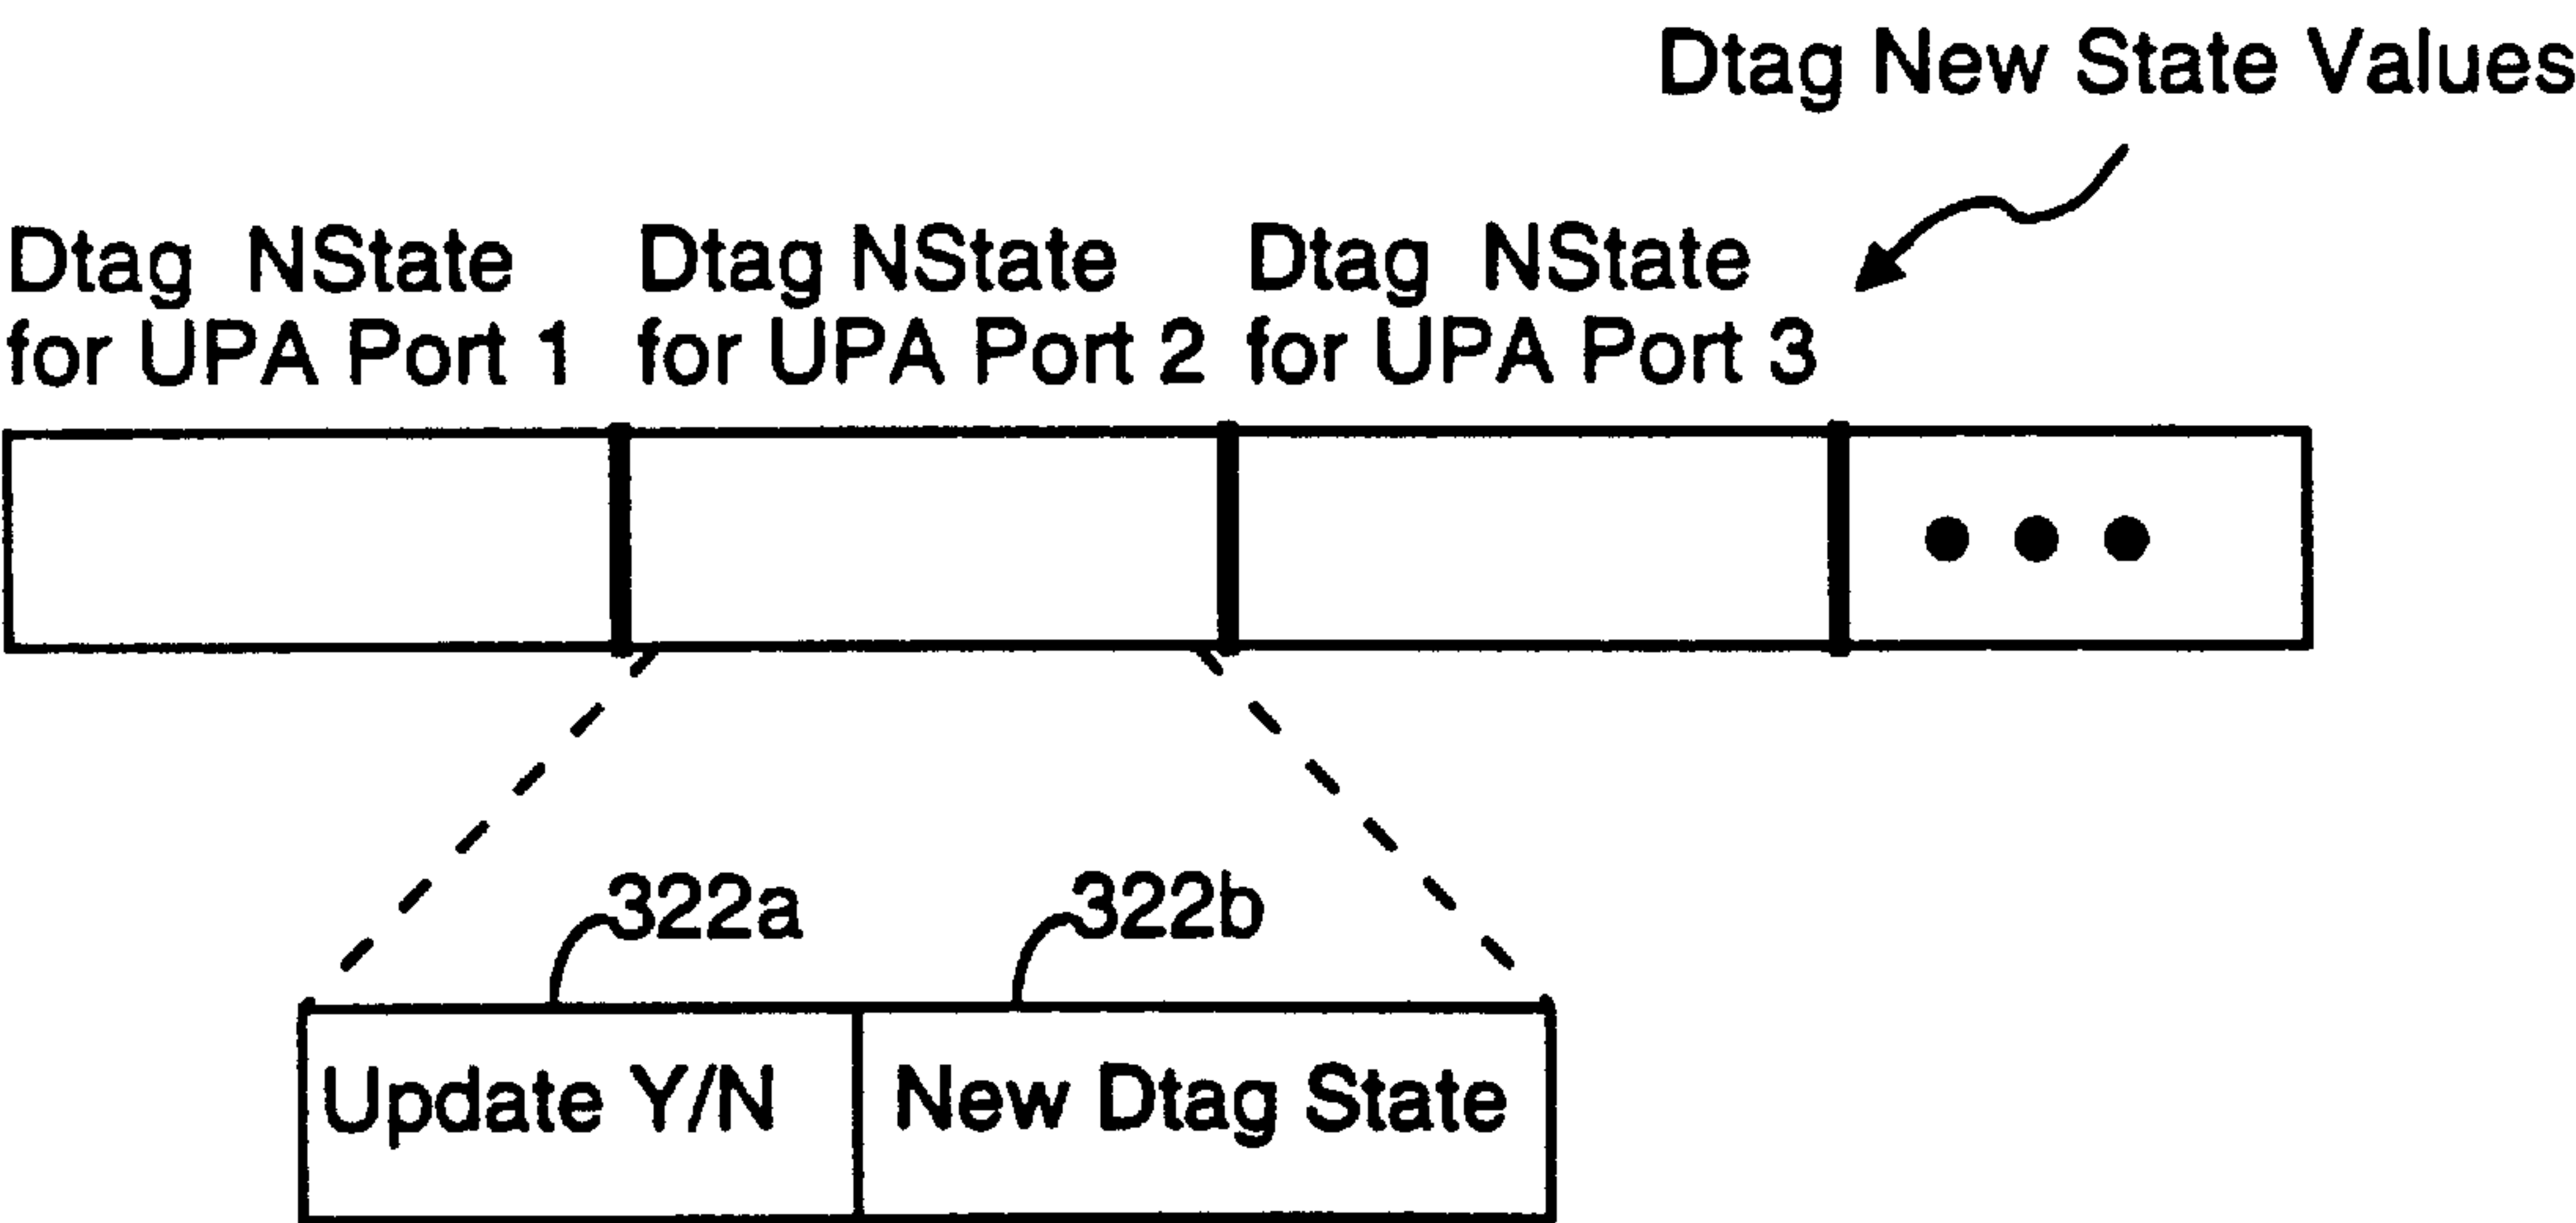 Dtag New State Values
Dtag NState
for UPA Port 1
Dtag NState
for UPA Port 2
Dtag NState
for UPA Port 3
322a
322b
Update Y/N
New Dtag State